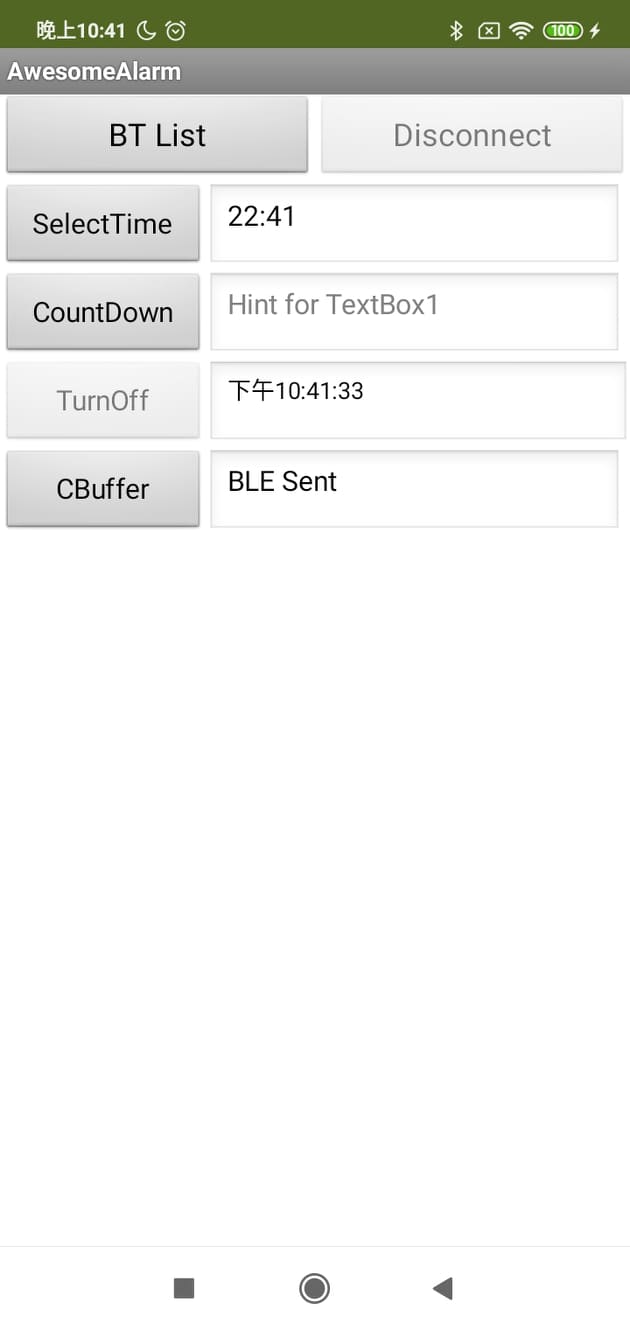 晚上10:41
100
AwesomeAlarm
BT List
Disconnect
SelectTime
22:41
CountDown
Hint for TextBox1
TurnOff
下午10:41:33
CBuffer
BLE Sent